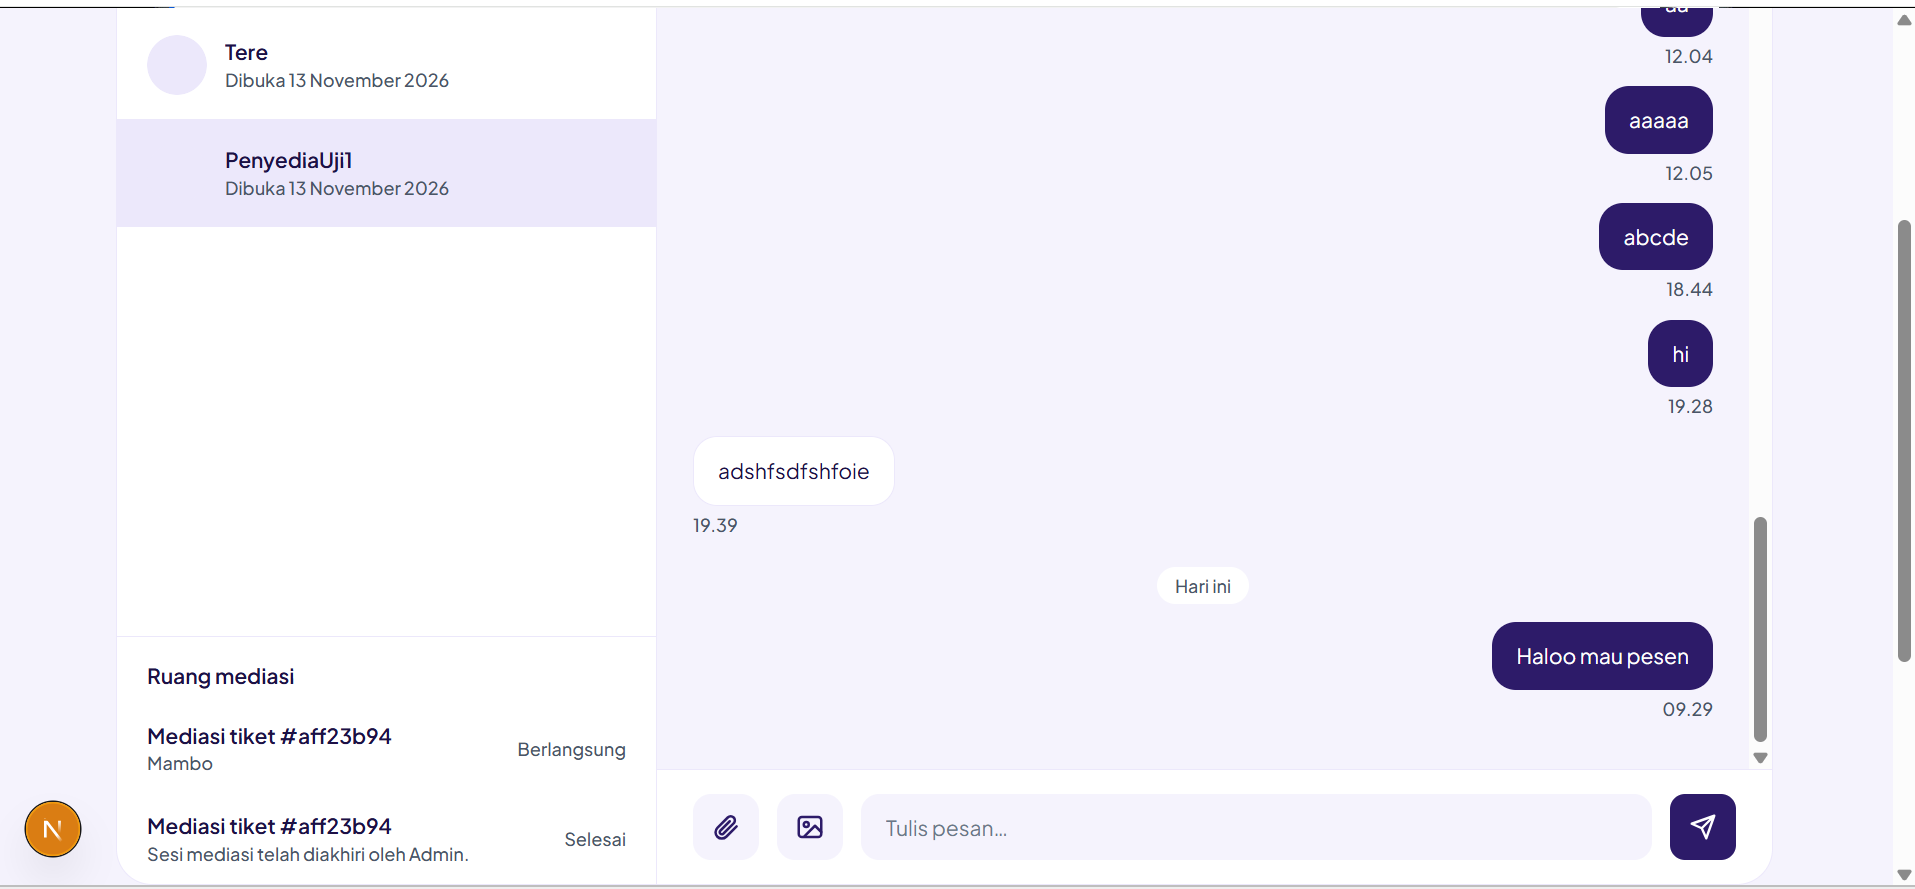 Tere
Dibuka 13 November 2026
PenyediaUji1
Dibuka 13 November 2026
Ruang mediasi
Mediasi tiket #aff23b94
Mambo
Berlangsung
Mediasi tiket #aff23b94
Sesi mediasi telah diakhiri oleh Admin.
Selesai
aa
12.04
aaaaa
12.05
abcde
18.44
hi
19.28
adshfsdfshfoie
19.39
Hari ini
Haloo mau pesen
09.29
Tulis pesan...
N